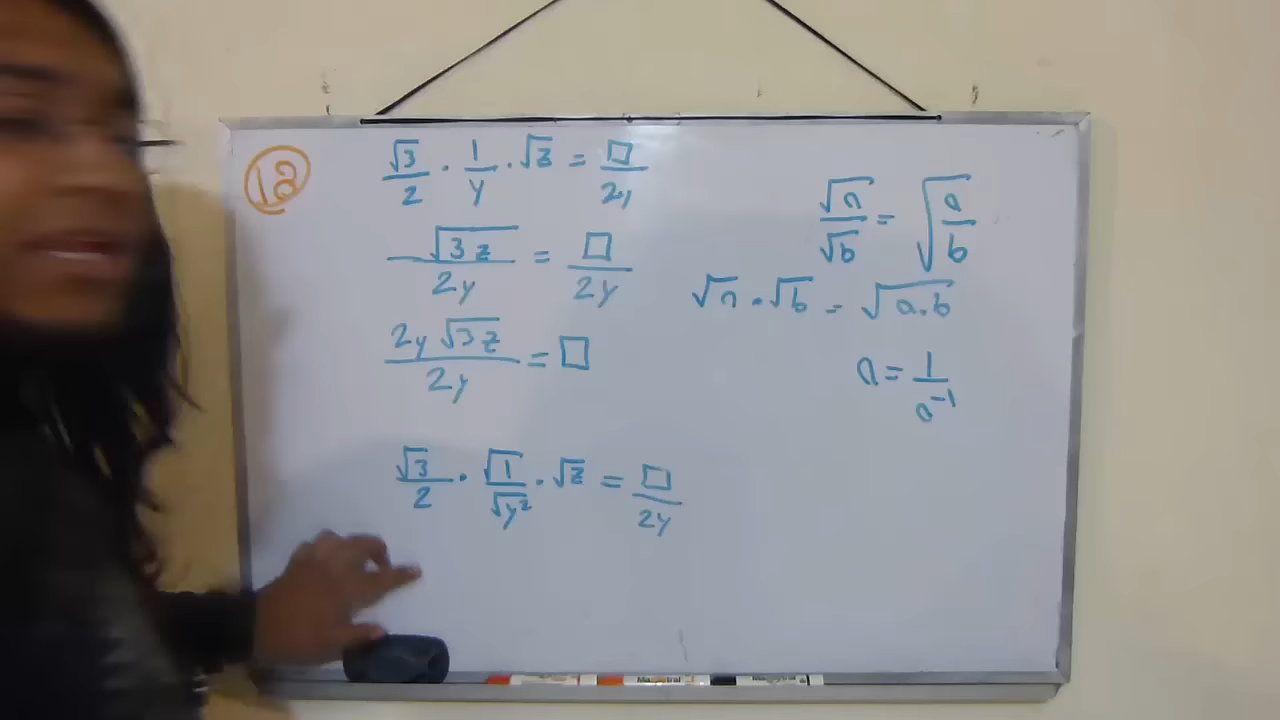 12
√3/2 · 1/y · √z = □/2y
√3z/2y = □/2y
2y√3z/2y = □
√3/2 · √1/√y² · √z = □/2y
√a/√b = √a/b
√a · √b = √a.b
a = 1/a⁻¹